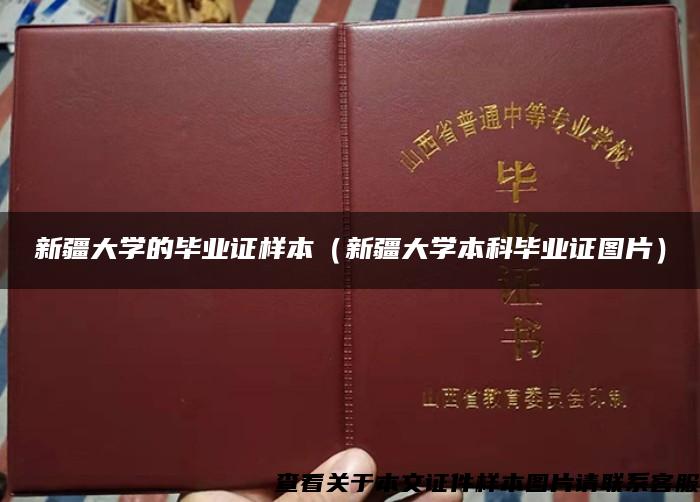 山西省普通中等专业学校
毕业证书
新疆大学的毕业证样本（新疆大学本科毕业证图片）
山西省教育委员会印制
查看关于本文证件样本图片请联系客服